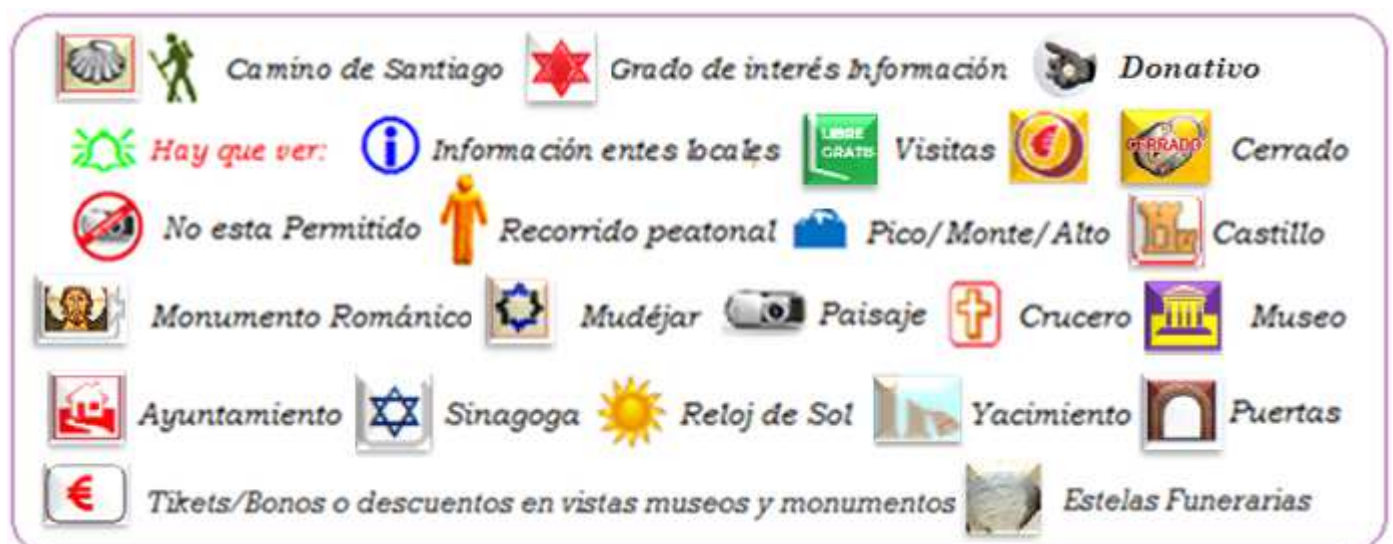 Camino de Santiago Grado de interés Información Donativo
Hay que ver: Información entes locales LIBRE GRATIS Visitas € CERRADO Cerrado
No esta Permitido Recorrido peatonal Pico/Monte/Alto Castillo
Monumento Románico Mudéjar Paisaje Crucero Museo
Ayuntamiento Sinagoga Reloj de Sol Yacimiento Puertas
€ Tikets/Bonos o descuentos en vistas museos y monumentos Estelas Funerarias